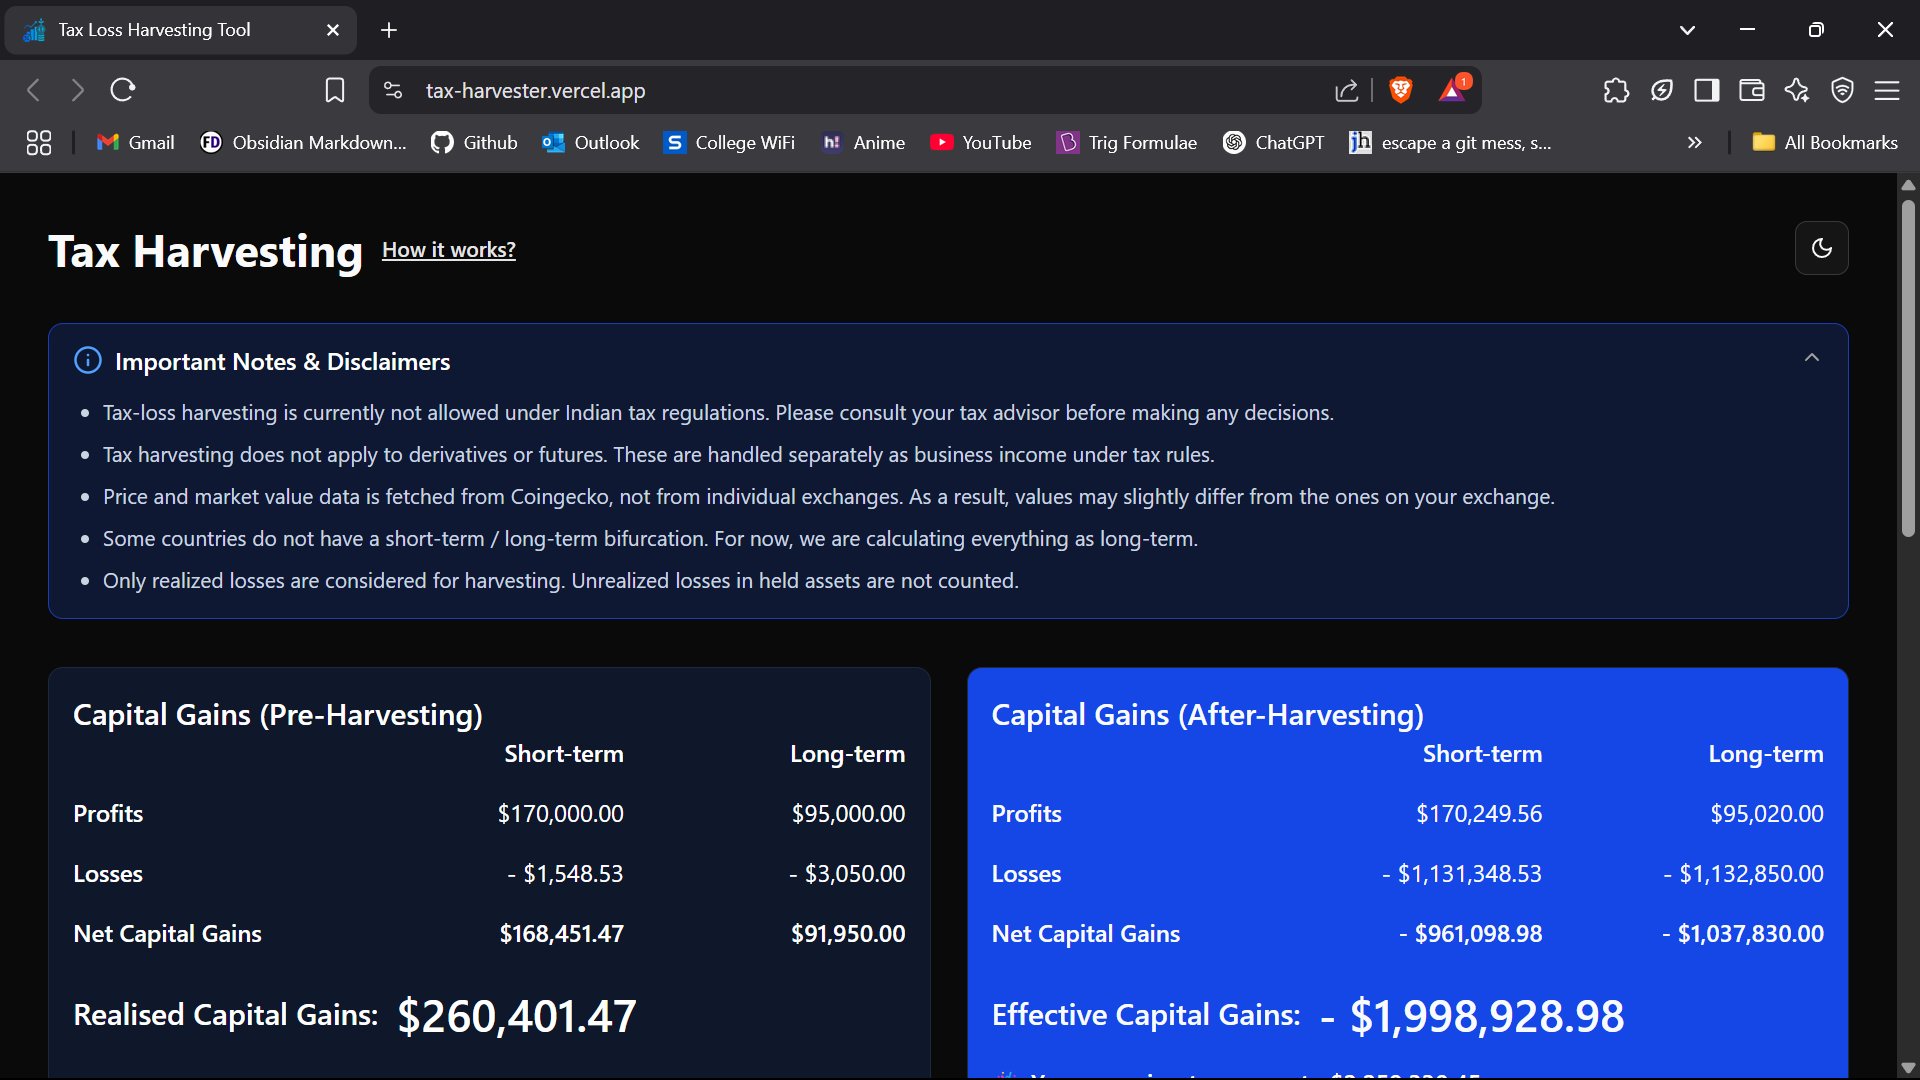 Tax Loss Harvesting Tool
tax-harvester.vercel.app
1
Gmail
Obsidian Markdown...
Github
Outlook
College WiFi
Anime
YouTube
Trig Formulae
ChatGPT
escape a git mess, s...
All Bookmarks
Tax Harvesting How it works?
Important Notes & Disclaimers
• Tax-loss harvesting is currently not allowed under Indian tax regulations. Please consult your tax advisor before making any decisions.
• Tax harvesting does not apply to derivatives or futures. These are handled separately as business income under tax rules.
• Price and market value data is fetched from Coingecko, not from individual exchanges. As a result, values may slightly differ from the ones on your exchange.
• Some countries do not have a short-term / long-term bifurcation. For now, we are calculating everything as long-term.
• Only realized losses are considered for harvesting. Unrealized losses in held assets are not counted.
Capital Gains (Pre-Harvesting)
Short-term Long-term
Profits $170,000.00 $95,000.00
Losses - $1,548.53 - $3,050.00
Net Capital Gains $168,451.47 $91,950.00
Realised Capital Gains: $260,401.47
Capital Gains (After-Harvesting)
Short-term Long-term
Profits $170,249.56 $95,020.00
Losses - $1,131,348.53 - $1,132,850.00
Net Capital Gains - $961,098.98 - $1,037,830.00
Effective Capital Gains: - $1,998,928.98